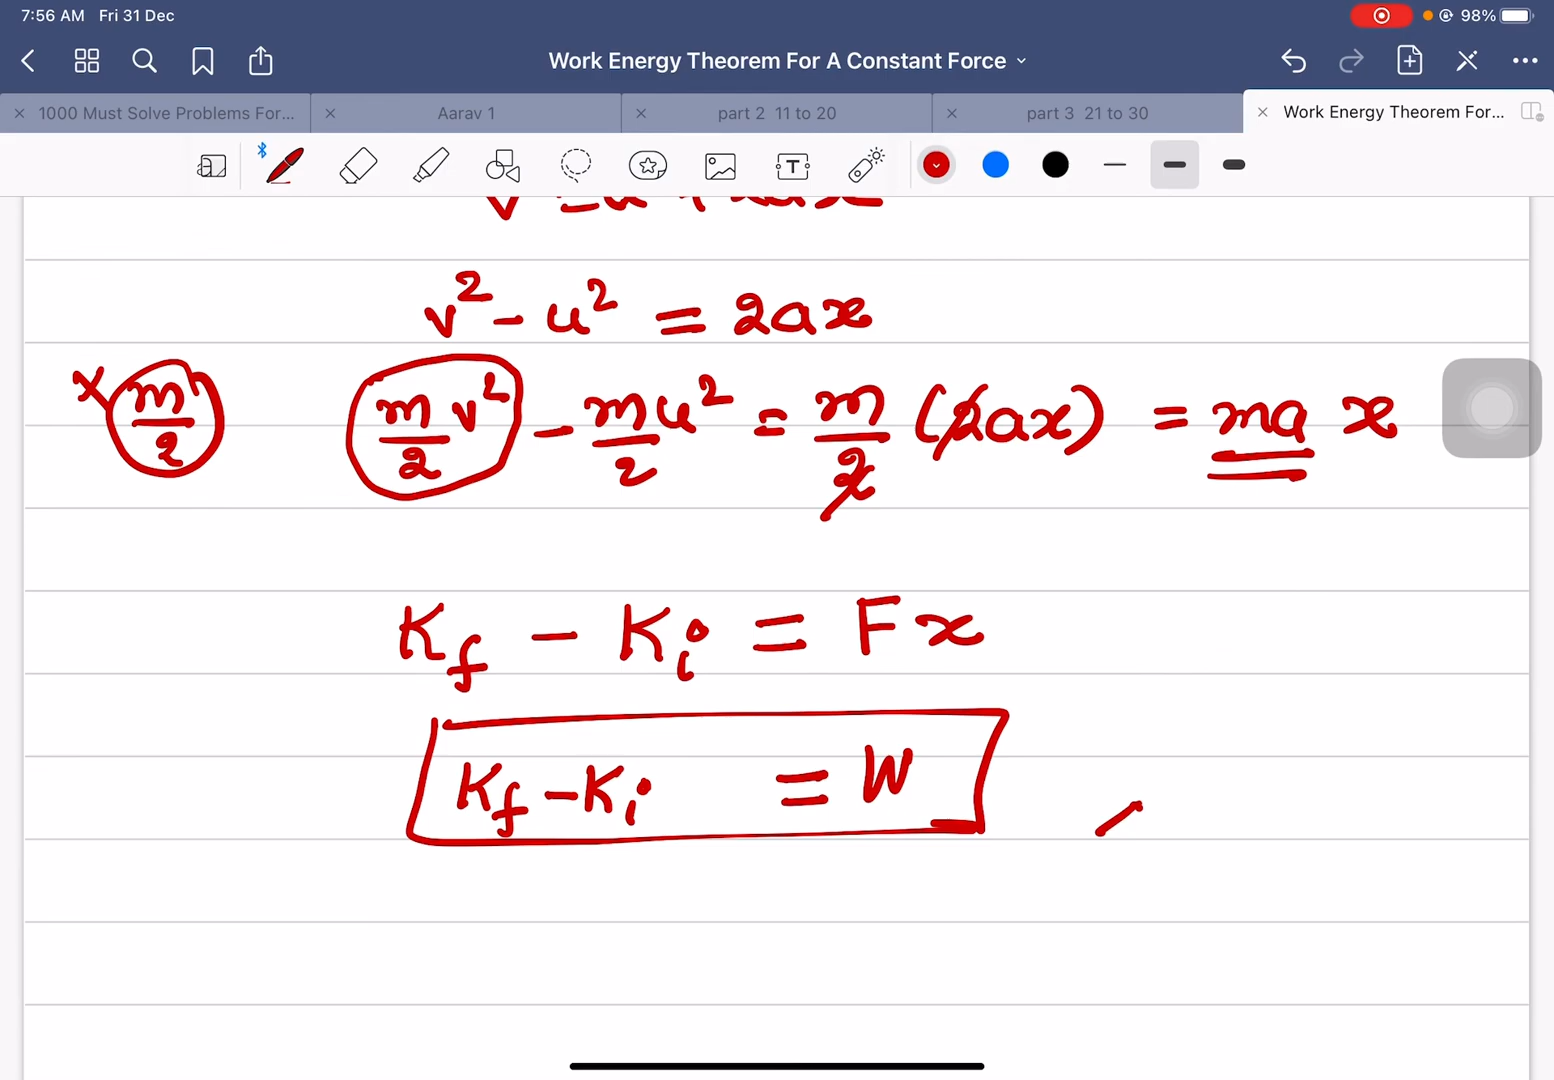 7:56 AM Fri 31 Dec
98%
Work Energy Theorem For A Constant Force
1000 Must Solve Problems For...
Aarav 1
part 2 11 to 20
part 3 21 to 30
Work Energy Theorem For...
v² - u² = 2ax
× m/2 m/2 v² - m/2 u² = m/2 (2ax) = ma x
K_f - K_i = F x
K_f - K_i = W